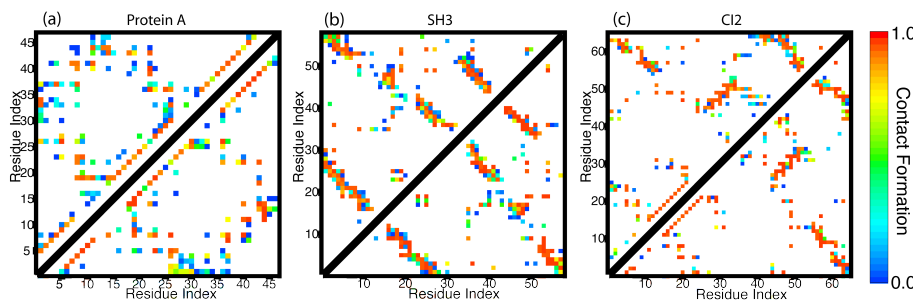 (a) Protein A
(b) SH3
(c) CI2
1.0
0.0
Contact Formation
Residue Index
45
40
35
30
25
20
15
10
5
5 10 15 20 25 30 35 40 45
Residue Index
Residue Index
50
40
30
20
10
10 20 30 40 50
Residue Index
Residue Index
60
50
40
30
20
10
10 20 30 40 50 60
Residue Index